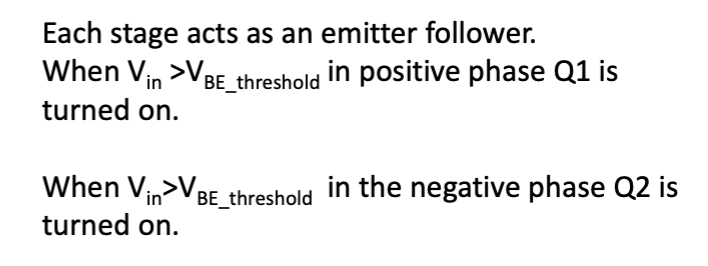 Each stage acts as an emitter follower.
When Vin >VBE_threshold in positive phase Q1 is
turned on.
When Vin>VBE_threshold in the negative phase Q2 is
turned on.